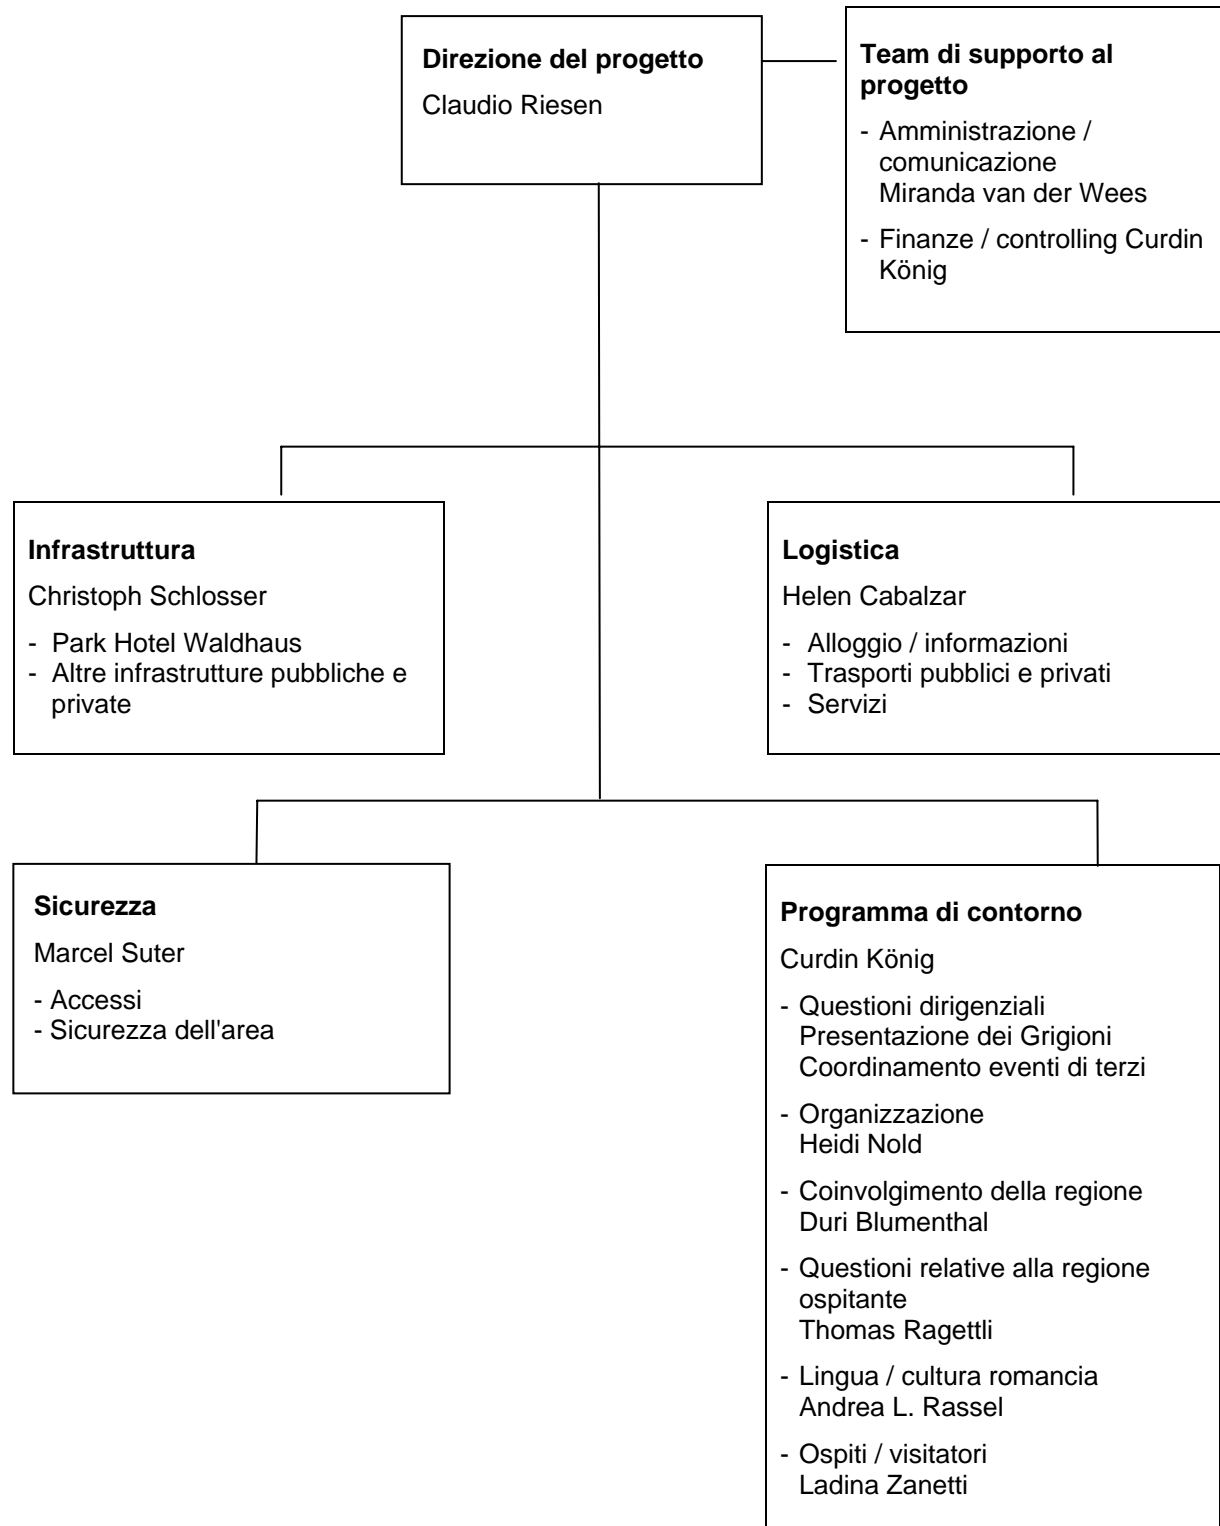 Direzione del progetto
Claudio Riesen
Team di supporto al
progetto
- Amministrazione /
comunicazione
Miranda van der Wees
- Finanze / controlling Curdin
König
Infrastruttura
Christoph Schlosser
- Park Hotel Waldhaus
- Altre infrastrutture pubbliche e
private
Logistica
Helen Cabalzar
- Alloggio / informazioni
- Trasporti pubblici e privati
- Servizi
Sicurezza
Marcel Suter
- Accessi
- Sicurezza dell'area
Programma di contorno
Curdin König
- Questioni dirigenziali
Presentazione dei Grigioni
Coordinamento eventi di terzi
- Organizzazione
Heidi Nold
- Coinvolgimento della regione
Duri Blumenthal
- Questioni relative alla regione
ospitante
Thomas Ragettli
- Lingua / cultura romancia
Andrea L. Rassel
- Ospiti / visitatori
Ladina Zanetti